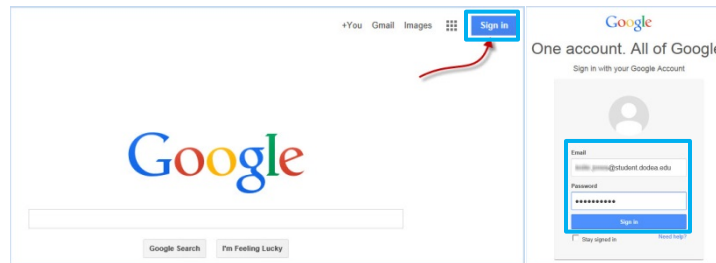 +You Gmail Images Sign in
Google
Google Search I'm Feeling Lucky
Google
One account. All of Google
Sign in with your Google Account
Email
@student.dodea.edu
Password
••••••••••
Sign in
Stay signed in Need help?